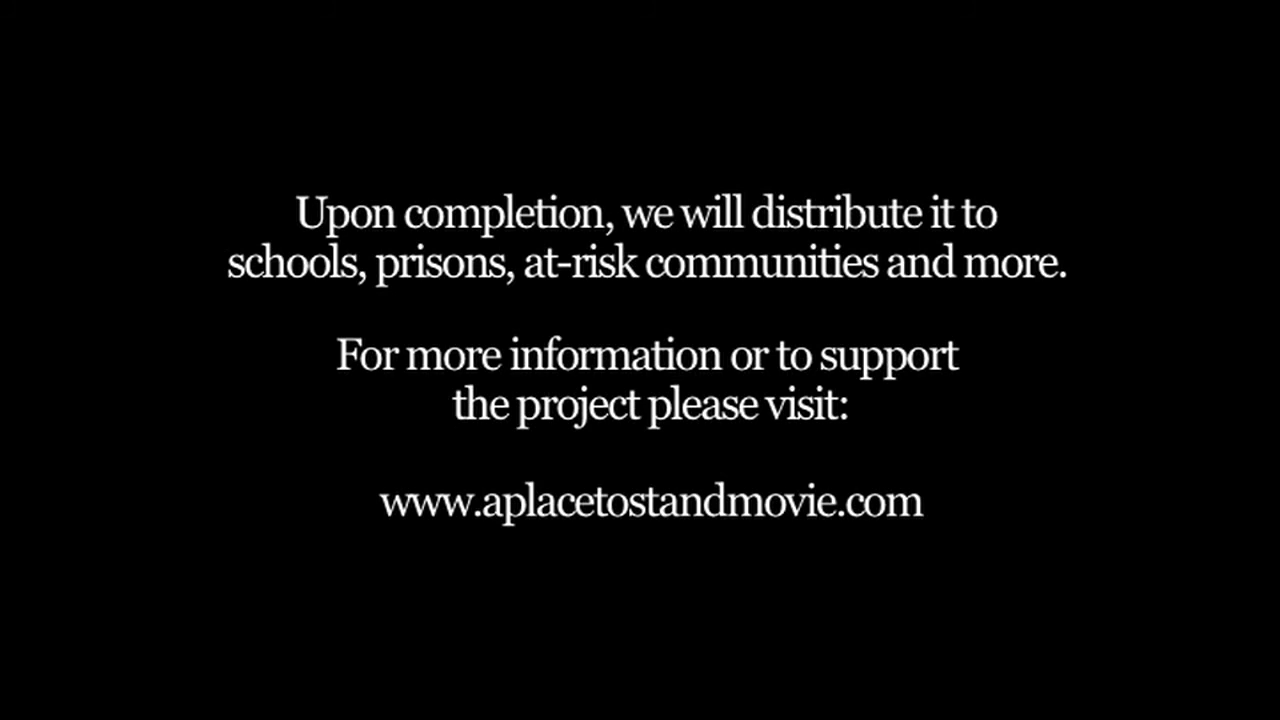 Upon completion, we will distribute it to
schools, prisons, at-risk communities and more.
For more information or to support
the project please visit:
www.aplacetostandmovie.com